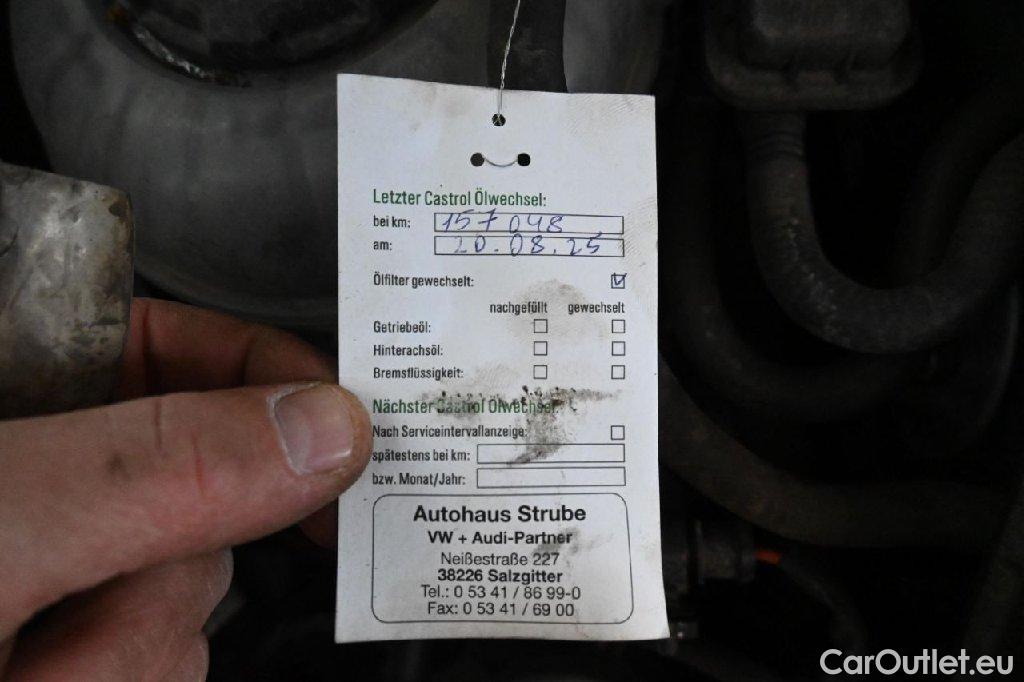 Letzter Castrol Ölwechsel:
bei km: 157 048
am: 20.08.25
Ölfilter gewechselt:
nachgefüllt gewechselt
Getriebeöl:
Hinterachsöl:
Bremsflüssigkeit:
Nächster Castrol Ölwechsel:
Nach Serviceintervallanzeige:
spätestens bei km:
bzw. Monat/Jahr:
Autohaus Strube
VW + Audi-Partner
Neißestraße 227
38226 Salzgitter
Tel.: 0 53 41 / 86 99-0
Fax: 0 53 41 / 69 00
CarOutlet.eu